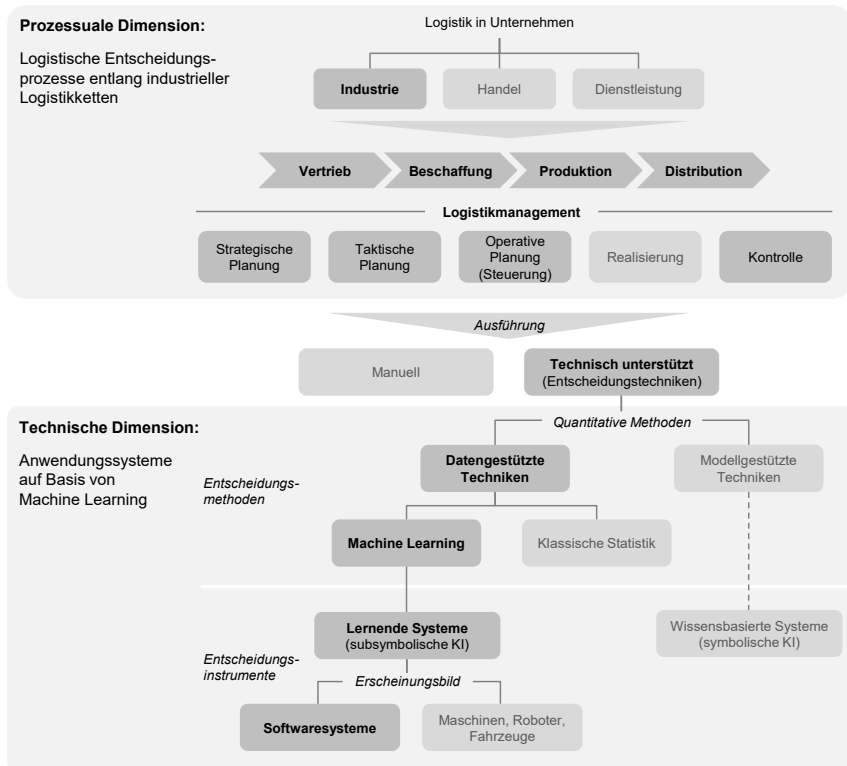 Prozessuale Dimension:
Logistische Entscheidungs-
prozesse entlang industrieller
Logistikketten
Logistik in Unternehmen
Industrie
Handel
Dienstleistung
Vertrieb
Beschaffung
Produktion
Distribution
Logistikmanagement
Strategische
Planung
Taktische
Planung
Operative
Planung
(Steuerung)
Realisierung
Kontrolle
Ausführung
Manuell
Technisch unterstützt
(Entscheidungstechniken)
Technische Dimension:
Anwendungssysteme
auf Basis von
Machine Learning
Quantitative Methoden
Entscheidungs-
methoden
Datengestützte
Techniken
Modellgestützte
Techniken
Machine Learning
Klassische Statistik
Entscheidungs-
instrumente
Lernende Systeme
(subsymbolische KI)
Wissensbasierte Systeme
(symbolische KI)
Erscheinungsbild
Softwaresysteme
Maschinen, Roboter,
Fahrzeuge